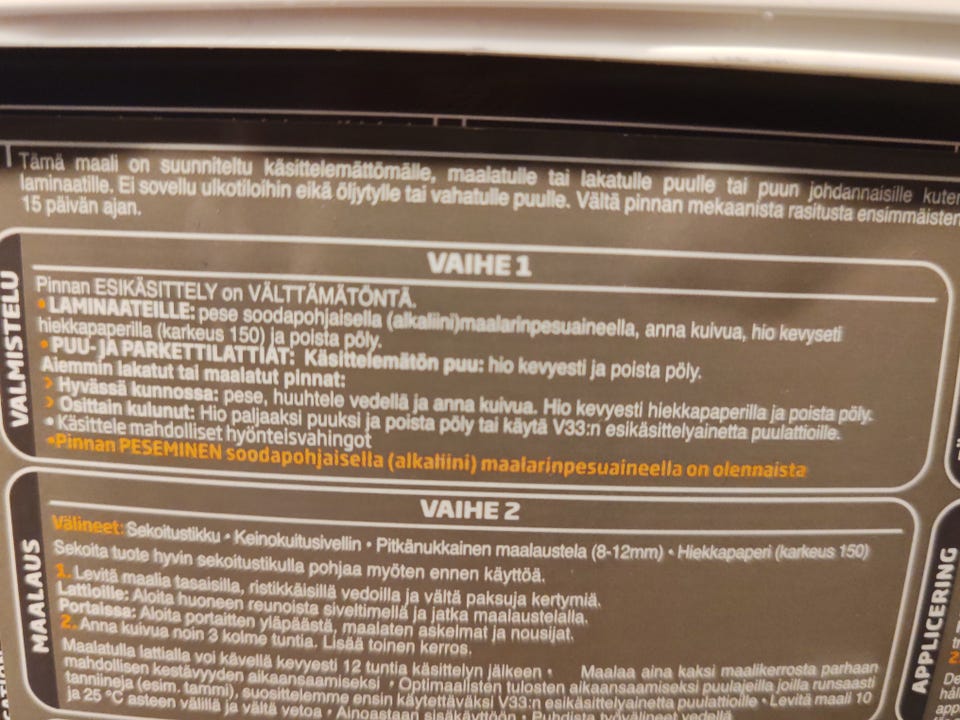 Tämä maali on suunniteltu käsittelemättömälle, maalatulle tai lakatulle puulle tai puun johdannaisille kuten
laminaatille. Ei sovellu ulkotiloihin eikä öljytylle tai vahatulle puulle. Vältä pinnan mekaanista rasitusta ensimmäisten
15 päivän ajan.
VALMISTELU
VAIHE 1
Pinnan ESIKÄSITTELY on VÄLTTÄMÄTÖNTÄ.
• LAMINAATEILLE: pese soodapohjaisella (alkaliini)maalarinpesuaineella, anna kuivua, hio kevyseti
hiekkapaperilla (karkeus 150) ja poista pöly.
• PUU- JA PARKETTILATTIAT: Käsittelemätön puu: hio kevyesti ja poista pöly.
Aiemmin lakatut tai maalatut pinnat:
> Hyvässä kunnossa: pese, huuhtele vedellä ja anna kuivua. Hio kevyesti hiekkapaperilla ja poista pöly.
> Osittain kulunut: Hio paljaaksi puuksi ja poista pöly tai käytä V33:n esikäsittelyainetta puulattioille.
• Käsittele mahdolliset hyönteisvahingot
•Pinnan PESEMINEN soodapohjaisella (alkaliini) maalarinpesuaineella on olennaista
MAALAUS
VAIHE 2
Välineet: Sekoitustikku • Keinokuitusivellin • Pitkänukkainen maalaustela (8-12mm) • Hiekkapaperi (karkeus 150)
Sekoita tuote hyvin sekoitustikulla pohjaa myöten ennen käyttöä.
1. Levitä maalia tasaisilla, ristikkäisillä vedoilla ja vältä paksuja kertymiä.
Lattioille: Aloita huoneen reunoista siveltimellä ja jatka maalaustelalla.
Portaissa: Aloita portaitten yläpäästä, maalaten askelmat ja nousijat.
2. Anna kuivua noin 3 kolme tuntia. Lisää toinen kerros.
Maalatulla lattialla voi kävellä kevyesti 12 tuntia käsittelyn jälkeen • Maalaa aina kaksi maalikerrosta parhaan
mahdollisen kestävyyden aikaansaamiseksi • Optimaalisten tulosten aikaansaamiseksi puulajeilla joilla runsaasti
tanniineja (esim. tammi), suosittelemme ensin käytettäväksi V33:n esikäsittelyainetta puulattioille • Levitä maali 10
ja 25 °C asteen välillä ja vältä vetoa • Ainoastaan sisäkäyttöön • Puhdista työvälineet vedellä
APPLICERING